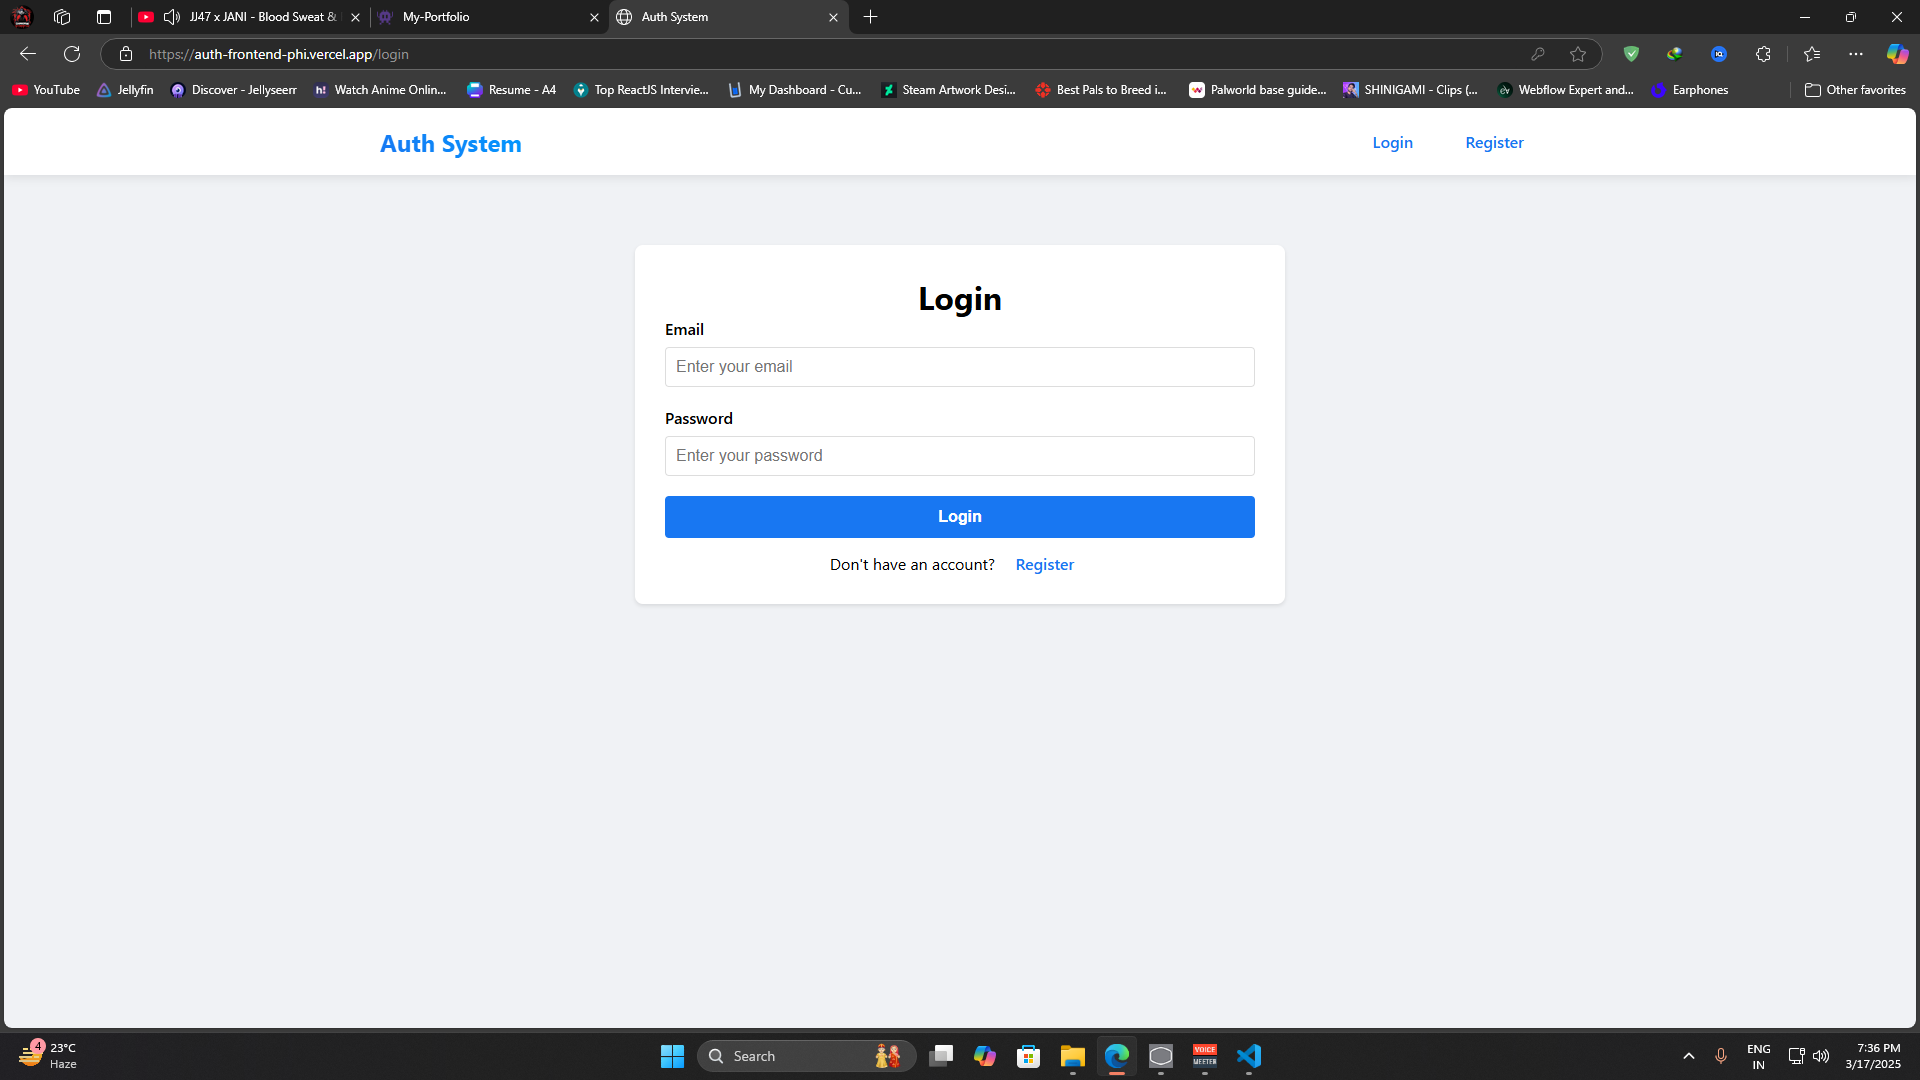 JJ47 x JANI - Blood Sweat &
My-Portfolio
Auth System
https://auth-frontend-phi.vercel.app/login
YouTube
Jellyfin
Discover - Jellyseerr
h!
Watch Anime Onlin...
Resume - A4
Top ReactJS Intervie...
My Dashboard - Cu...
Steam Artwork Desi...
Best Pals to Breed i...
Palworld base guide...
SHINIGAMI - Clips (...
Webflow Expert and...
Earphones
Other favorites
Auth System
Login
Register
Login
Email
Enter your email
Password
Enter your password
Login
Don't have an account? Register
4
23°C
Haze
Search
VOICE
MEETER
ENG
IN
7:36 PM
3/17/2025